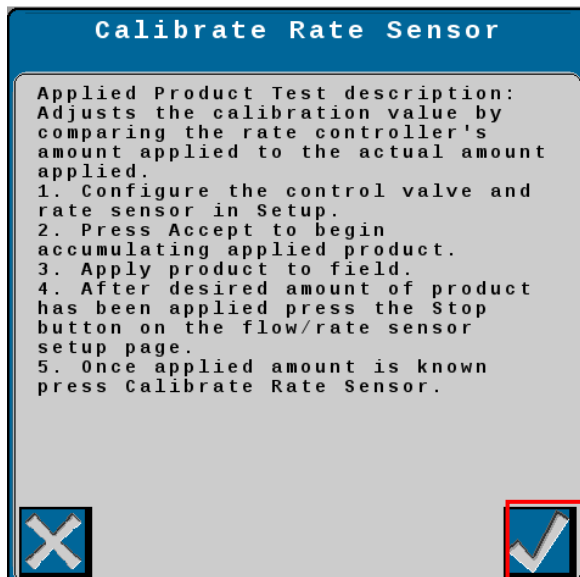 Calibrate Rate Sensor
Applied Product Test description:
Adjusts the calibration value by
comparing the rate controller's
amount applied to the actual amount
applied.
1. Configure the control valve and
rate sensor in Setup.
2. Press Accept to begin
accumulating applied product.
3. Apply product to field.
4. After desired amount of product
has been applied press the Stop
button on the flow/rate sensor
setup page.
5. Once applied amount is known
press Calibrate Rate Sensor.